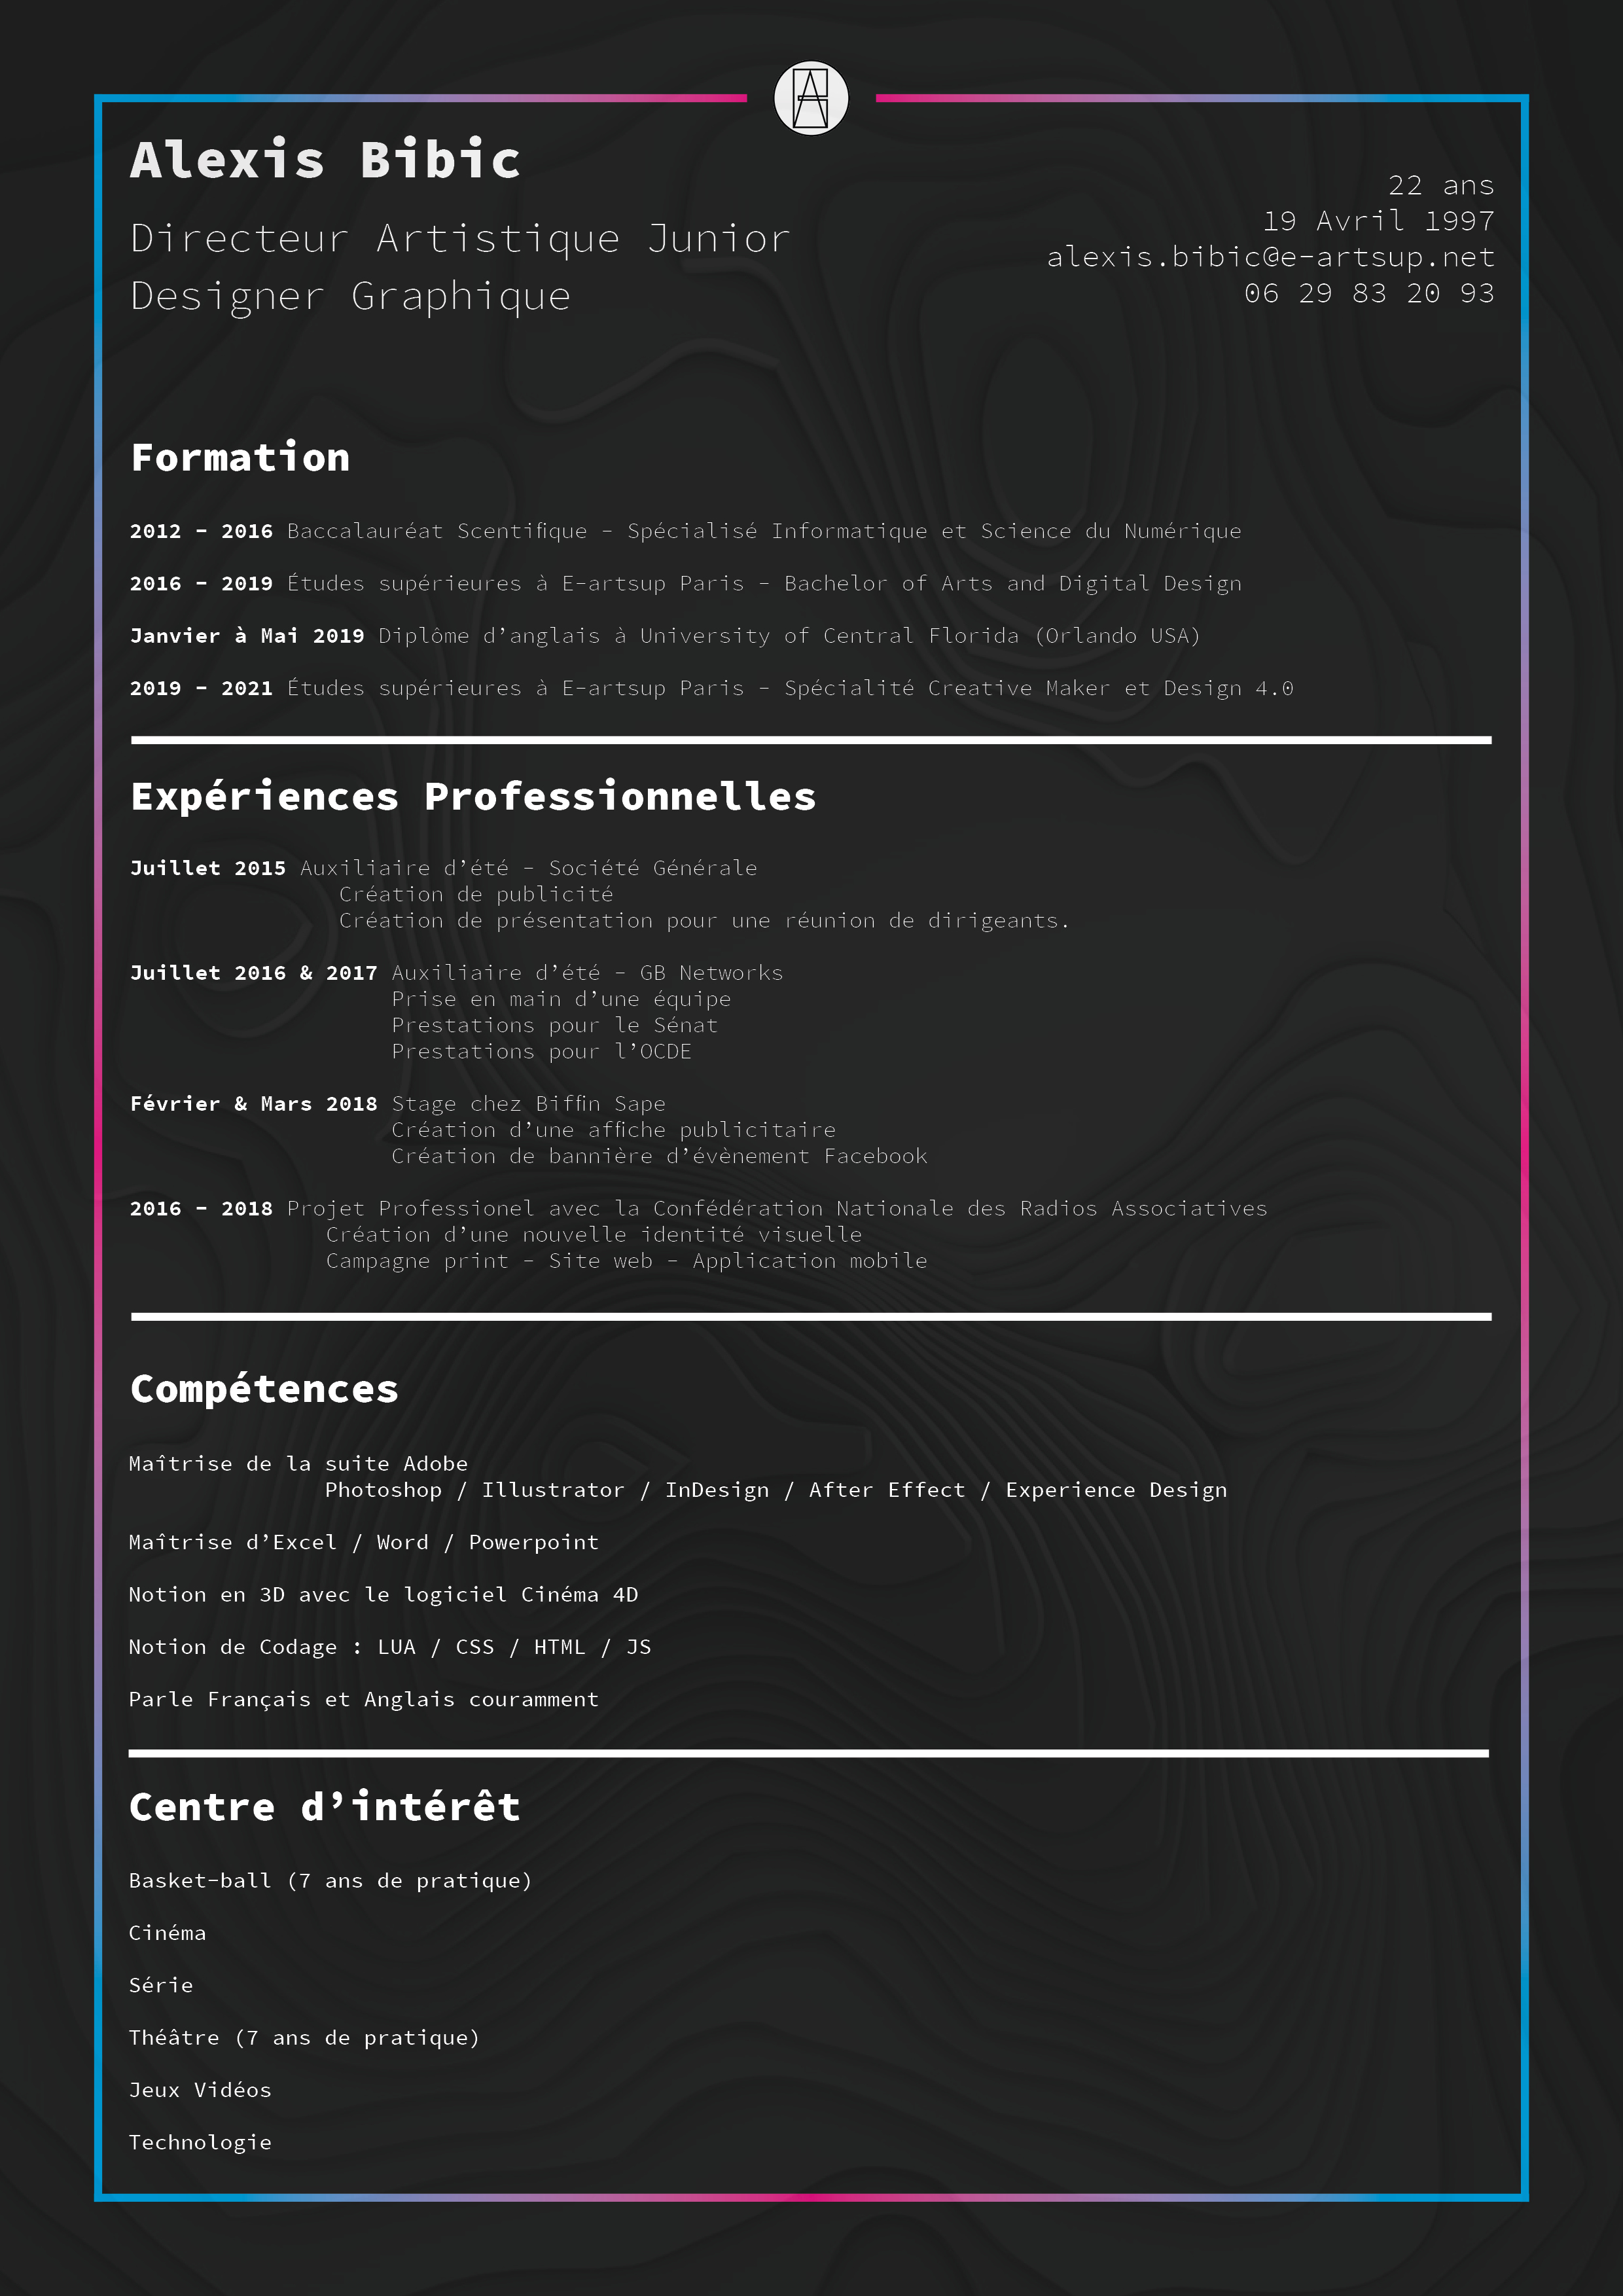 Alexis Bibic
Directeur Artistique Junior
Designer Graphique
22 ans
19 Avril 1997
alexis.bibic@e-artsup.net
06 29 83 20 93
Formation
2012 - 2016 Baccalauréat Scentifique - Spécialisé Informatique et Science du Numérique
2016 - 2019 Études supérieures à E-artsup Paris - Bachelor of Arts and Digital Design
Janvier à Mai 2019 Diplôme d’anglais à University of Central Florida (Orlando USA)
2019 - 2021 Études supérieures à E-artsup Paris - Spécialité Creative Maker et Design 4.0
Expériences Professionnelles
Juillet 2015 Auxiliaire d’été - Société Générale
Création de publicité
Création de présentation pour une réunion de dirigeants.
Juillet 2016 & 2017 Auxiliaire d’été - GB Networks
Prise en main d’une équipe
Prestations pour le Sénat
Prestations pour l’OCDE
Février & Mars 2018 Stage chez Biffin Sape
Création d’une affiche publicitaire
Création de bannière d’évènement Facebook
2016 - 2018 Projet Professionel avec la Confédération Nationale des Radios Associatives
Création d’une nouvelle identité visuelle
Campagne print - Site web - Application mobile
Compétences
Maîtrise de la suite Adobe
Photoshop / Illustrator / InDesign / After Effect / Experience Design
Maîtrise d’Excel / Word / Powerpoint
Notion en 3D avec le logiciel Cinéma 4D
Notion de Codage : LUA / CSS / HTML / JS
Parle Français et Anglais couramment
Centre d’intérêt
Basket-ball (7 ans de pratique)
Cinéma
Série
Théâtre (7 ans de pratique)
Jeux Vidéos
Technologie